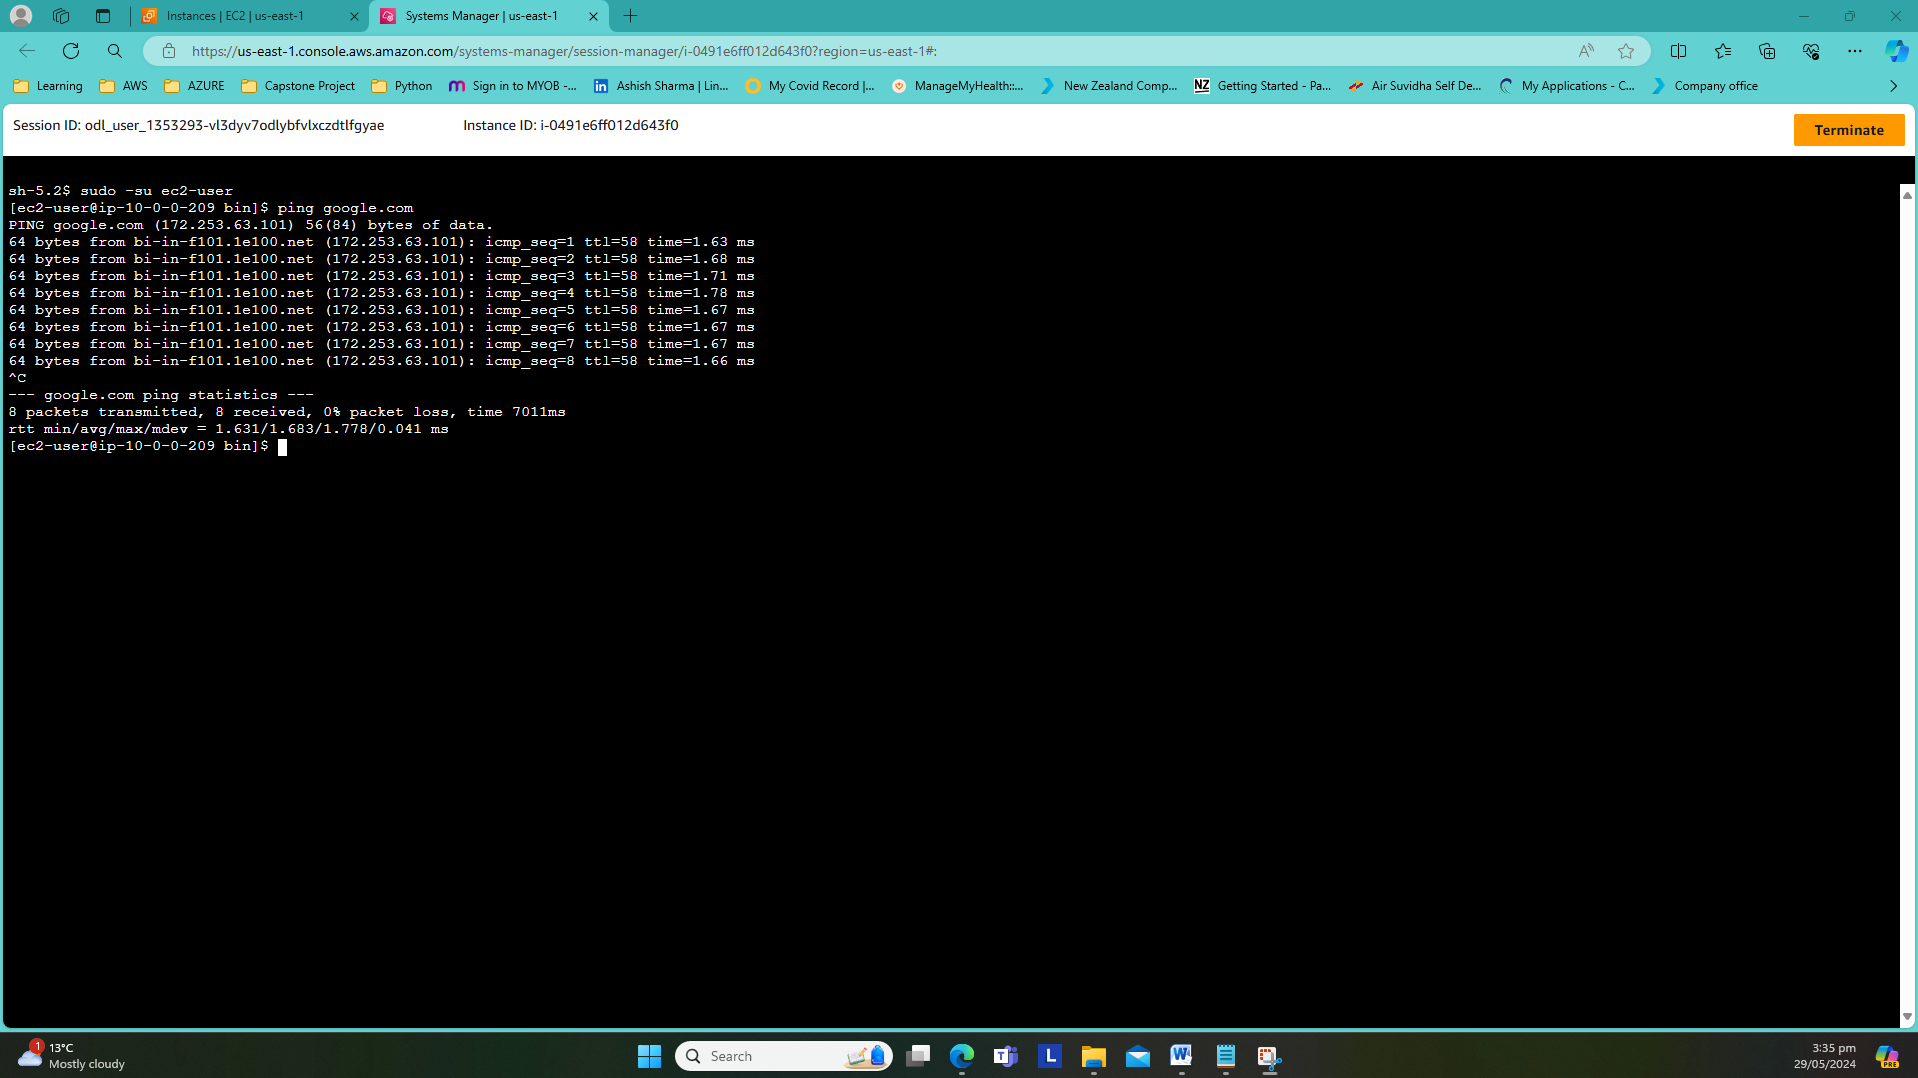 Instances | EC2 | us-east-1
Systems Manager | us-east-1
https://us-east-1.console.aws.amazon.com/systems-manager/session-manager/i-0491e6ff012d643f0?region=us-east-1#:
Learning AWS AZURE Capstone Project Python Sign in to MYOB -... Ashish Sharma | Lin... My Covid Record |... ManageMyHealth::... New Zealand Comp... NZ Getting Started - Pa... Air Suvidha Self De... My Applications - C... Company office
Session ID: odl_user_1353293-vl3dyv7odlybfvlxczdtlfgyae Instance ID: i-0491e6ff012d643f0 Terminate
sh-5.2$ sudo -su ec2-user
[ec2-user@ip-10-0-0-209 bin]$ ping google.com
PING google.com (172.253.63.101) 56(84) bytes of data.
64 bytes from bi-in-f101.1e100.net (172.253.63.101): icmp_seq=1 ttl=58 time=1.63 ms
64 bytes from bi-in-f101.1e100.net (172.253.63.101): icmp_seq=2 ttl=58 time=1.68 ms
64 bytes from bi-in-f101.1e100.net (172.253.63.101): icmp_seq=3 ttl=58 time=1.71 ms
64 bytes from bi-in-f101.1e100.net (172.253.63.101): icmp_seq=4 ttl=58 time=1.78 ms
64 bytes from bi-in-f101.1e100.net (172.253.63.101): icmp_seq=5 ttl=58 time=1.67 ms
64 bytes from bi-in-f101.1e100.net (172.253.63.101): icmp_seq=6 ttl=58 time=1.67 ms
64 bytes from bi-in-f101.1e100.net (172.253.63.101): icmp_seq=7 ttl=58 time=1.67 ms
64 bytes from bi-in-f101.1e100.net (172.253.63.101): icmp_seq=8 ttl=58 time=1.66 ms
^C
--- google.com ping statistics ---
8 packets transmitted, 8 received, 0% packet loss, time 7011ms
rtt min/avg/max/mdev = 1.631/1.683/1.778/0.041 ms
[ec2-user@ip-10-0-0-209 bin]$
1 13°C
Mostly cloudy
Search
3:35 pm
29/05/2024